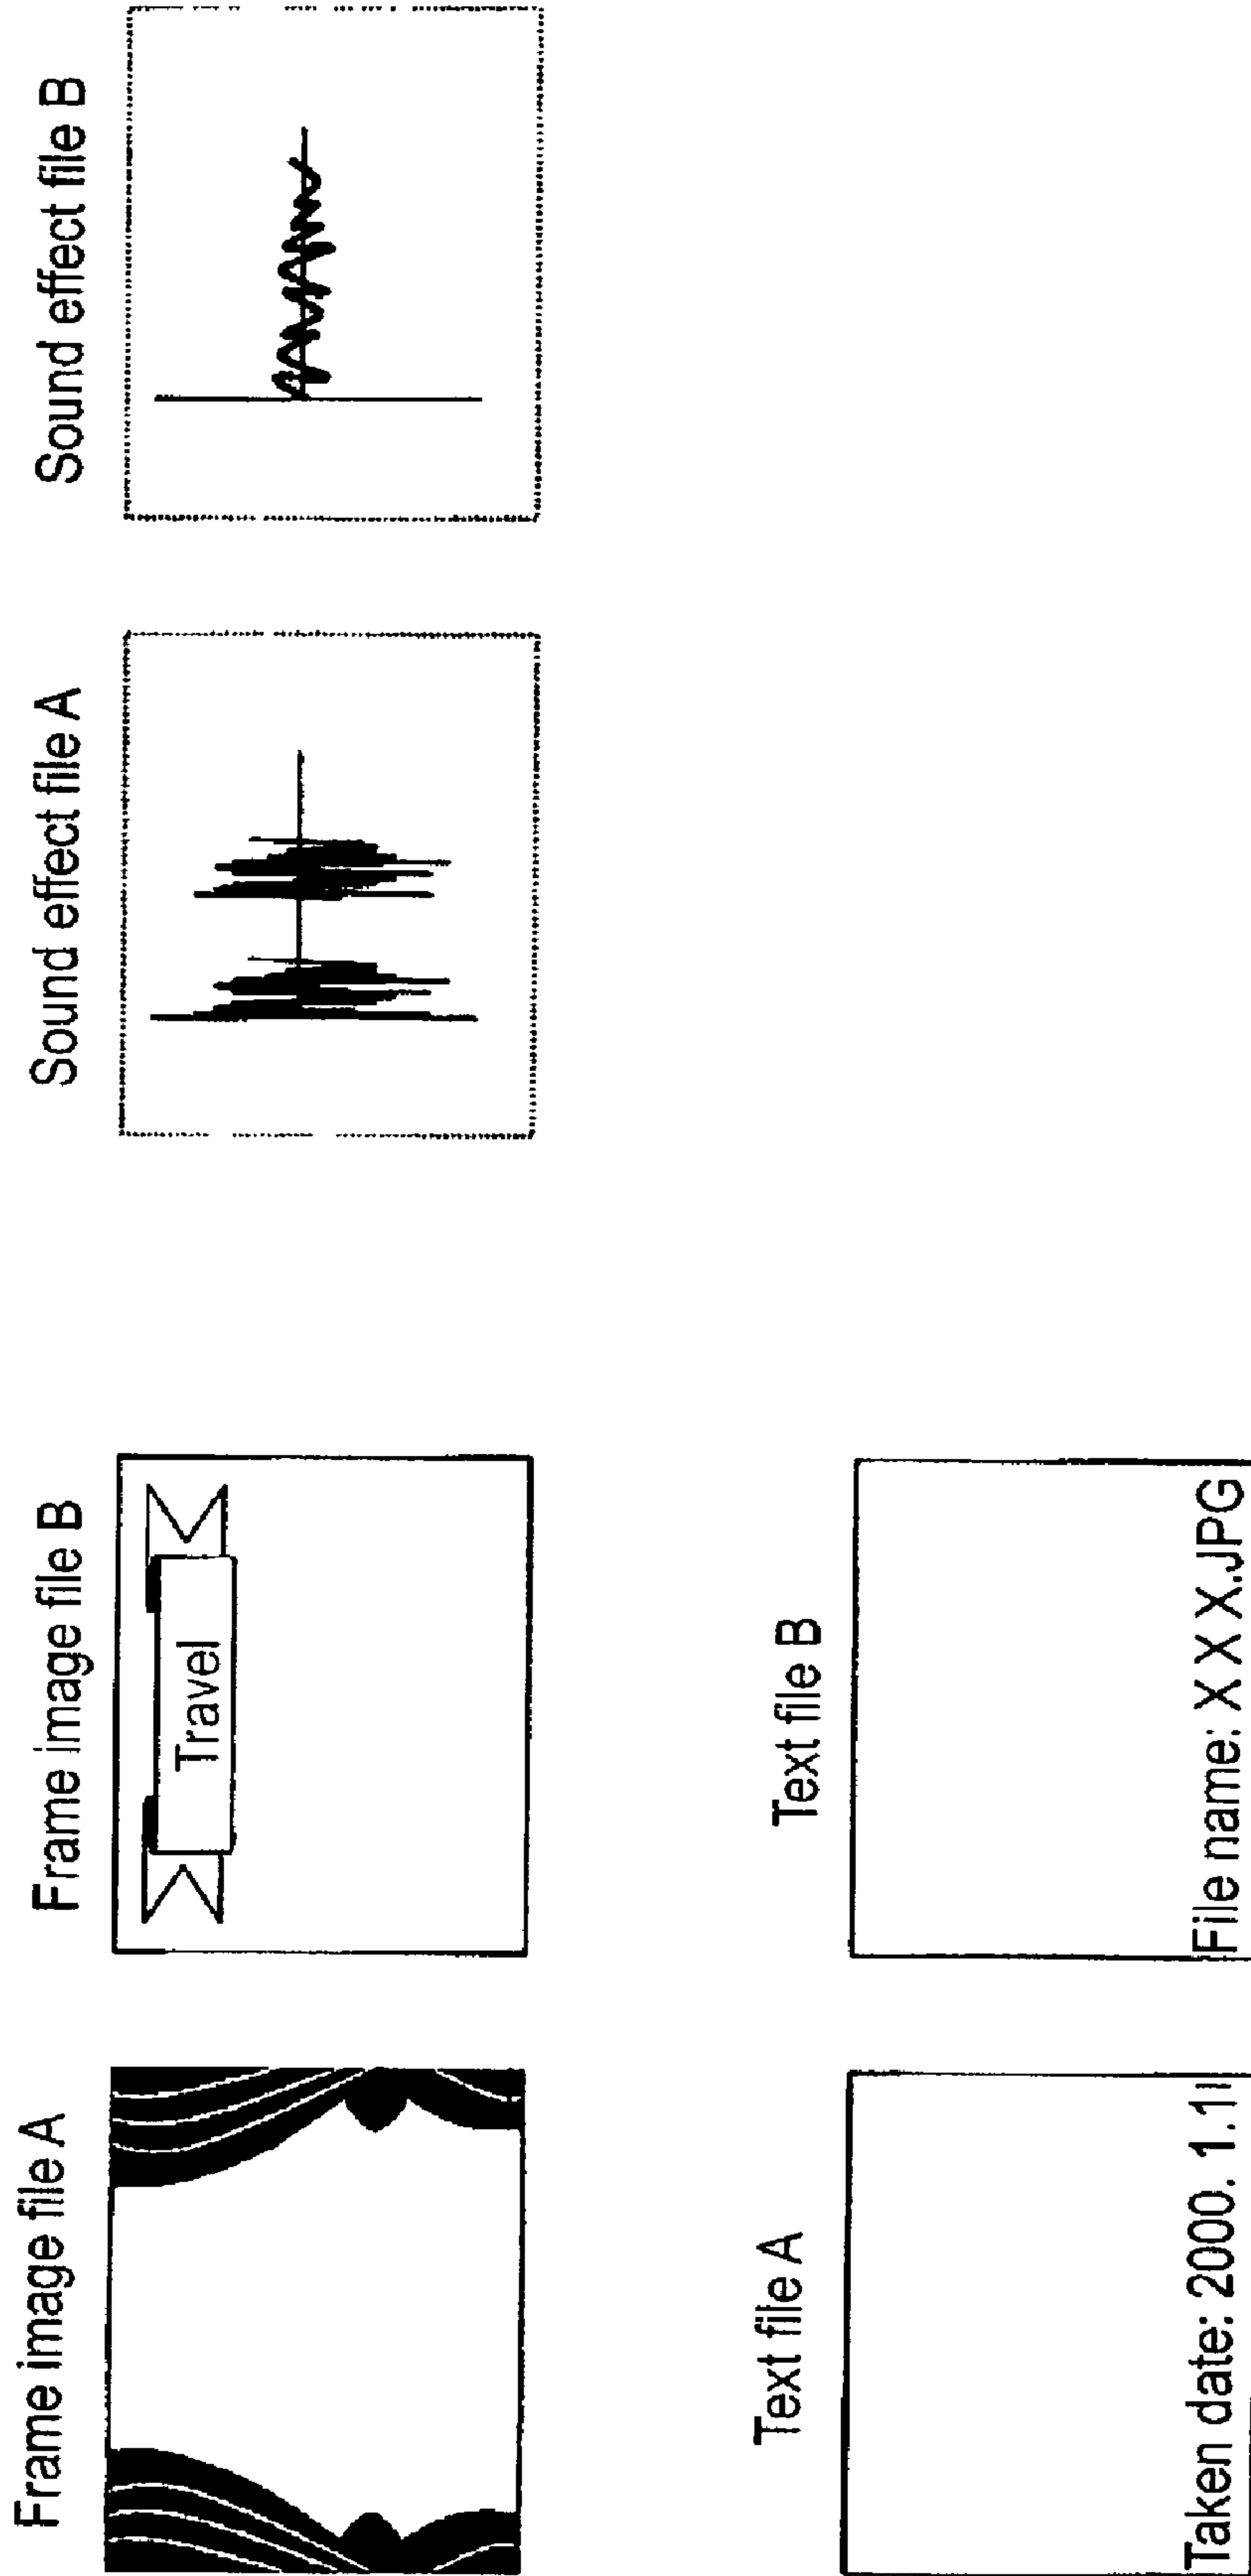 Frame image file A
Frame image file B
Sound effect file A
Sound effect file B
Travel
Text file A
Text file B
Taken date: 2000. 1.1
File name: X X X.JPG